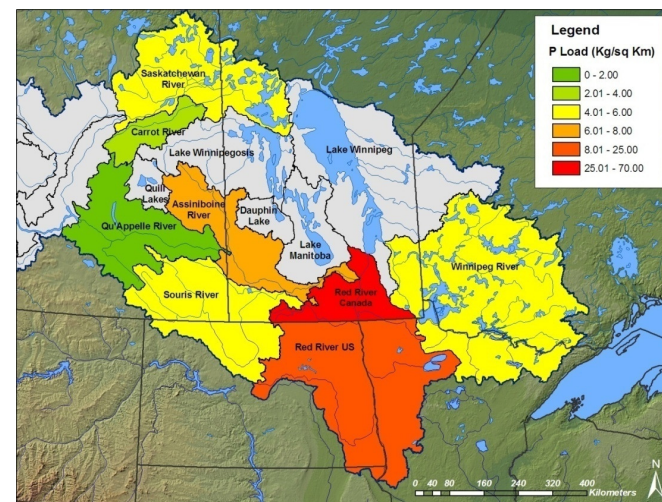 Legend
P Load (Kg/sq Km)
0 - 2.00
2.01 - 4.00
4.01 - 6.00
6.01 - 8.00
8.01 - 25.00
25.01 - 70.00
Saskatchewan
River
Carrot River
Lake Winnipegosis
Lake Winnipeg
Quill
Lakes
Assiniboine
River
Dauphin
Lake
Qu'Appelle River
Lake
Manitoba
Winnipeg River
Souris River
Red River
Canada
Red River US
N
0 40 80 160 240 320 400
Kilometers